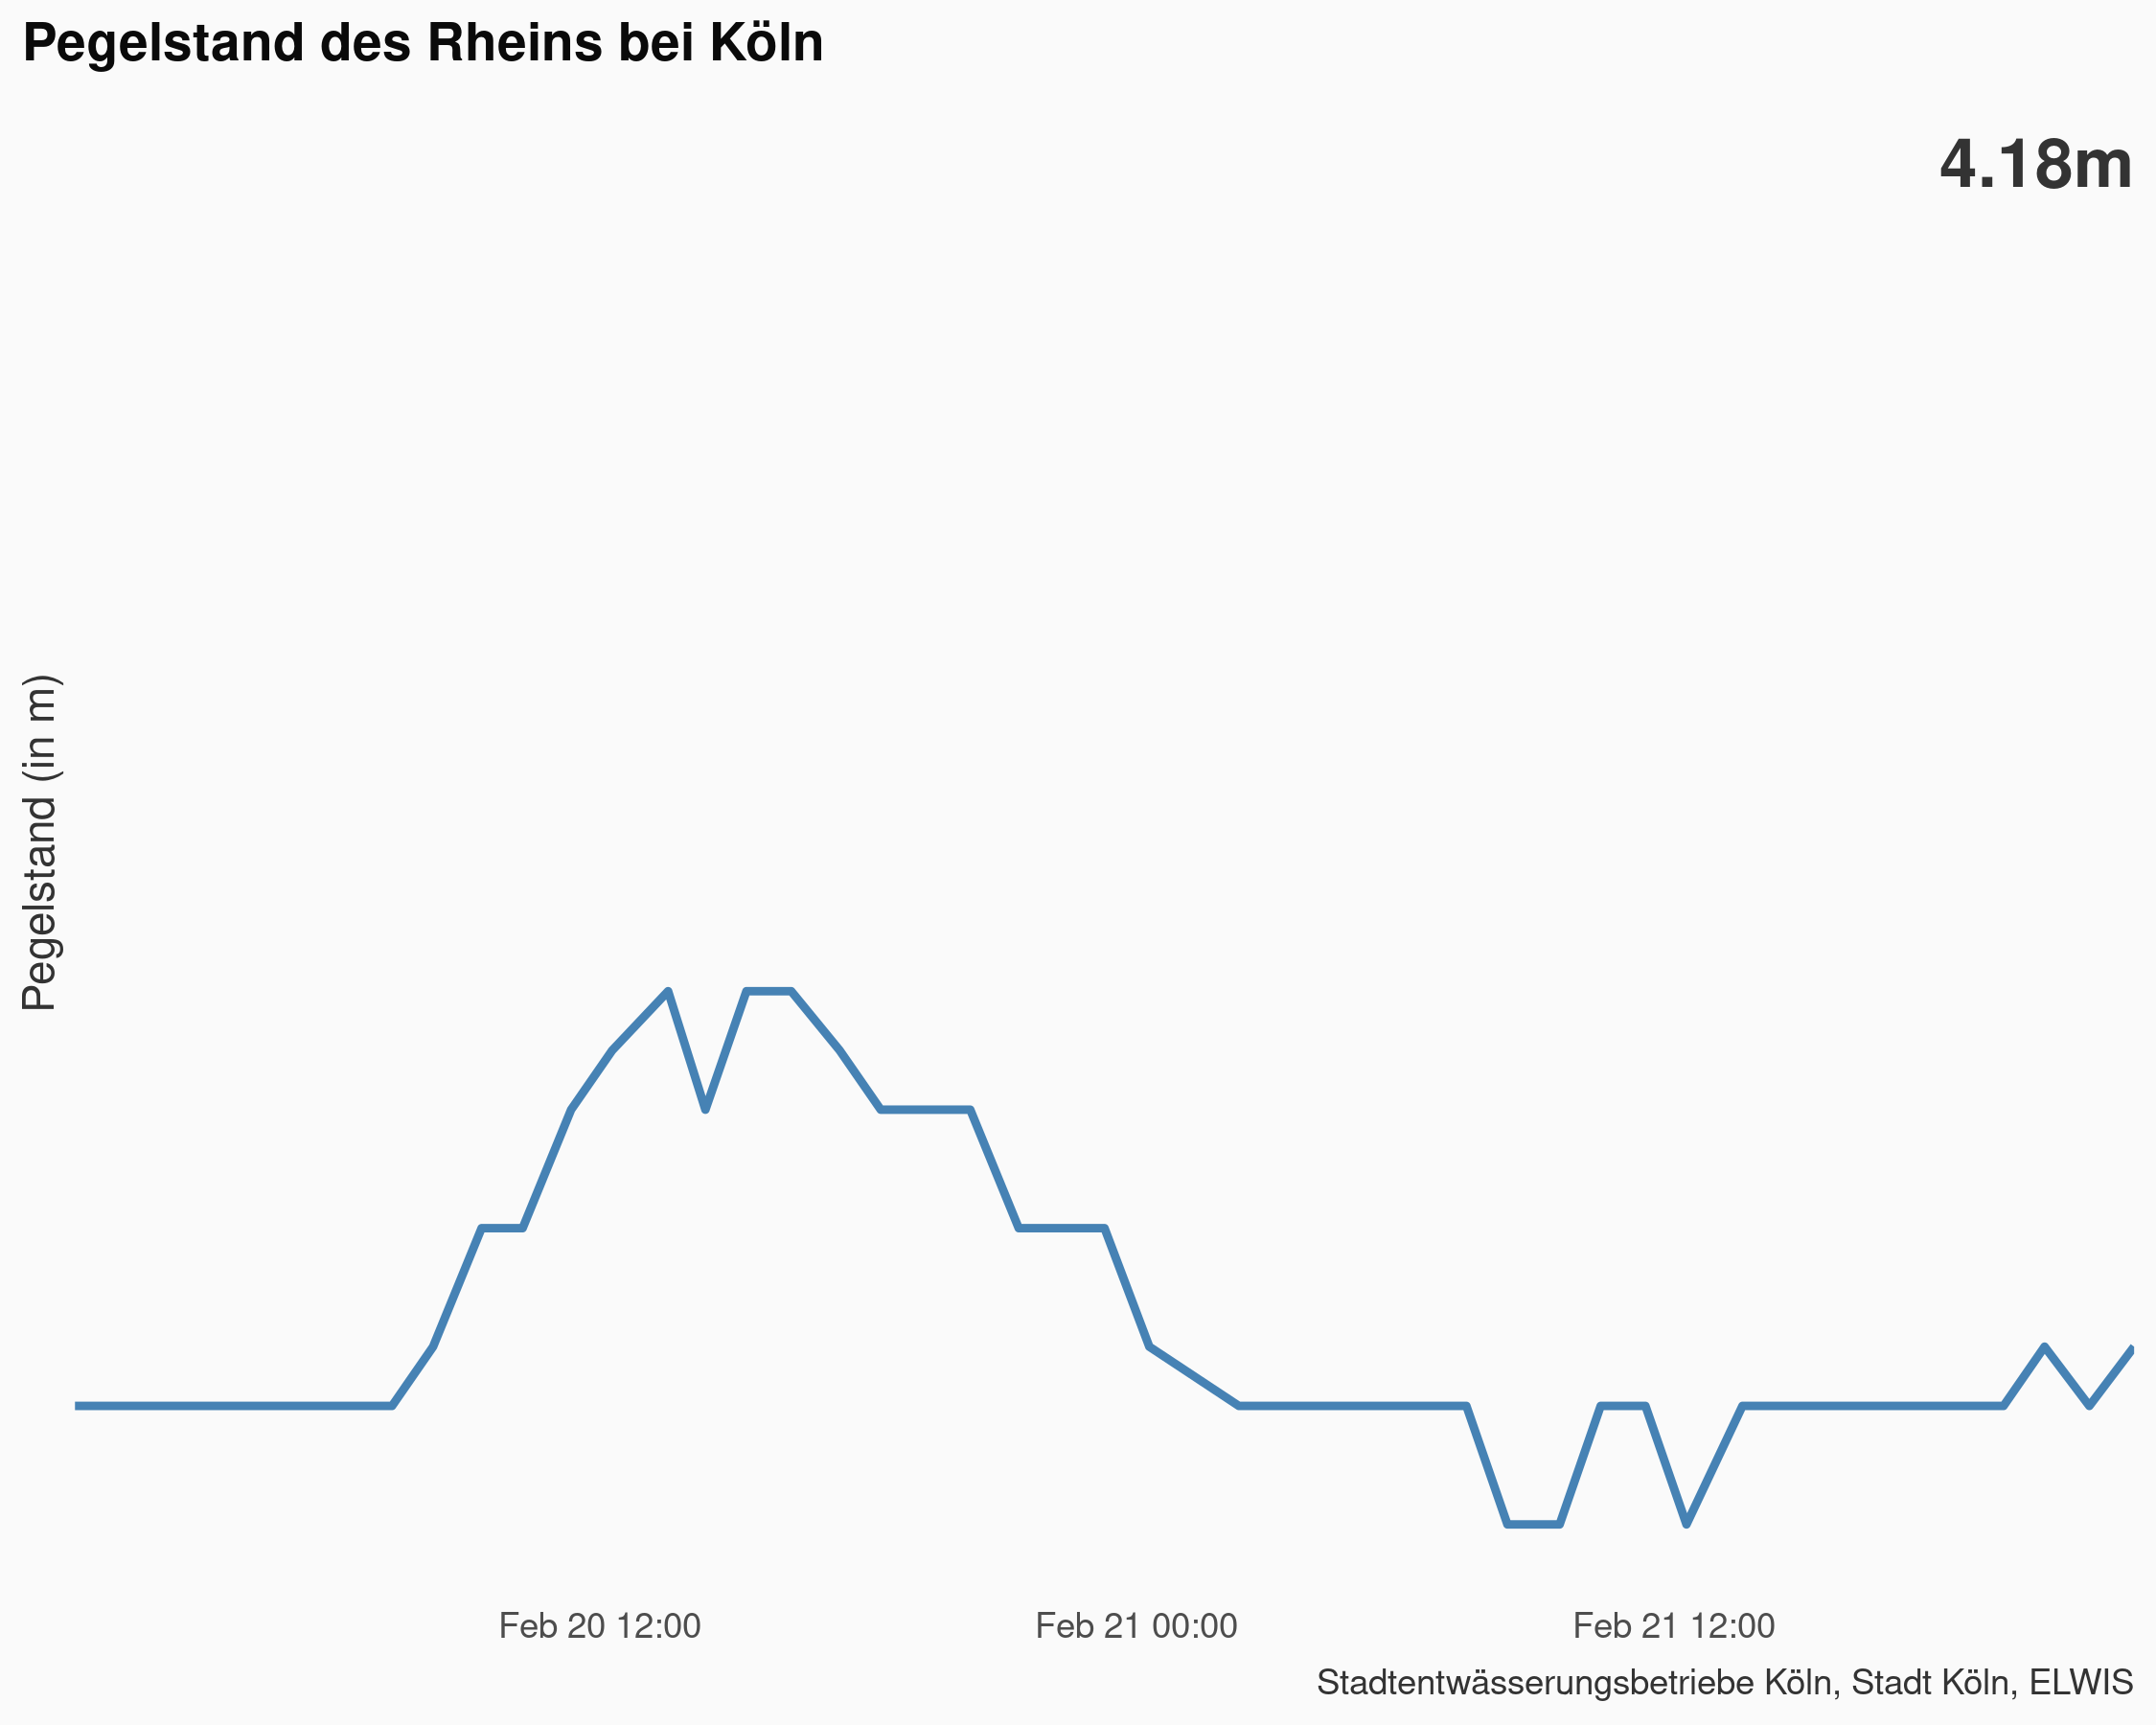 Pegelstand des Rheins bei Köln
4.18m
Pegelstand (in m)
Feb 20 12:00
Feb 21 00:00
Feb 21 12:00
Stadtentwässerungsbetriebe Köln, Stadt Köln, ELWIS